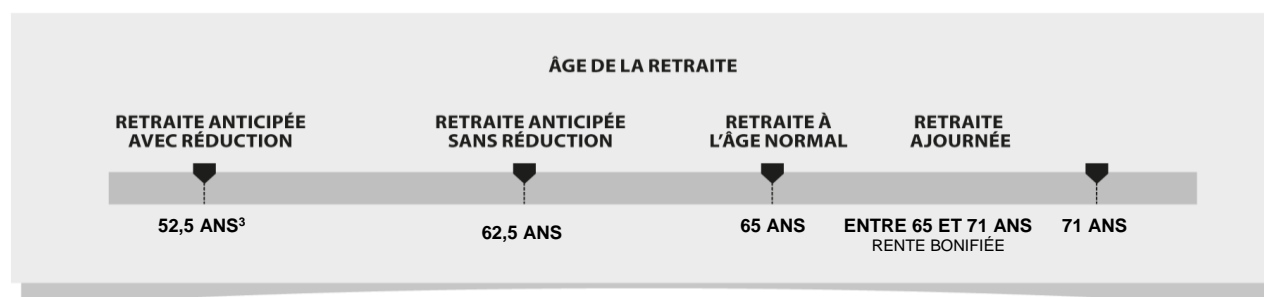 ÂGE DE LA RETRAITE
RETRAITE ANTICIPÉE
AVEC RÉDUCTION
RETRAITE ANTICIPÉE
SANS RÉDUCTION
RETRAITE À
L'ÂGE NORMAL
RETRAITE
AJOURNÉE
52,5 ANS³
62,5 ANS
65 ANS
ENTRE 65 ET 71 ANS
RENTE BONIFIÉE
71 ANS